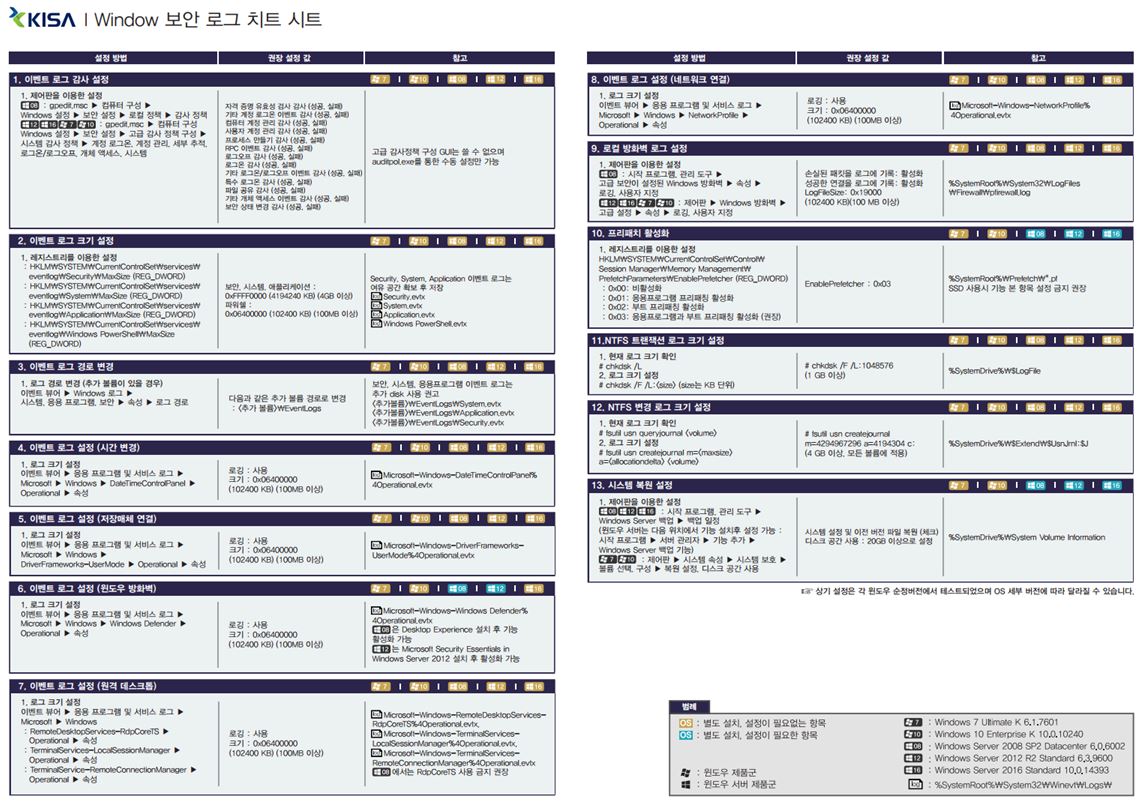 KISA | Window 보안 로그 치트 시트
설정 방법 권장 설정 값 참고
1. 이벤트 로그 감사 설정 7 | 10 | 08 | 12 | 16
1. 제어판을 이용한 설정
08 : gpedit.msc ▶ 컴퓨터 구성 ▶
Windows 설정 ▶ 보안 설정 ▶ 로컬 정책 ▶ 감사 정책
12 16 7 10 : gpedit.msc ▶ 컴퓨터 구성
Windows 설정 ▶ 보안 설정 ▶ 고급 감사 정책 구성 ▶
시스템 감사 정책 ▶ 계정 로그온, 계정 관리, 세부 추적,
로그온/로그오프, 개체 액세스, 시스템
자격 증명 유효성 검사 감사 (성공, 실패)
기타 계정 로그온 이벤트 감사 (성공, 실패)
컴퓨터 계정 관리 감사 (성공, 실패)
사용자 계정 관리 감사 (성공, 실패)
프로세스 만들기 감사 (성공, 실패)
RPC 이벤트 감사 (성공, 실패)
로그오프 감사 (성공, 실패)
로그온 감사 (성공, 실패)
기타 로그온/로그오프 이벤트 감사 (성공, 실패)
특수 로그온 감사 (성공, 실패)
파일 공유 감사 (성공, 실패)
기타 개체 액세스 이벤트 감사 (성공, 실패)
보안 상태 변경 감사 (성공, 실패)
고급 감사정책 구성 GUI는 쓸 수 없으며
auditpol.exe를 통한 수동 설정만 가능
2. 이벤트 로그 크기 설정 7 | 10 | 08 | 12 | 16
1. 레지스트리를 이용한 설정
: HKLM₩SYSTEM₩CurrentControlSet₩services₩
eventlog₩Security₩MaxSize (REG_DWORD)
: HKLM₩SYSTEM₩CurrentControlSet₩services₩
eventlog₩System₩MaxSize (REG_DWORD)
: HKLM₩SYSTEM₩CurrentControlSet₩services₩
eventlog₩Application₩MaxSize (REG_DWORD)
: HKLM₩SYSTEM₩CurrentControlSet₩services₩
eventlog₩Windows PowerShell₩MaxSize
(REG_DWORD)
보안, 시스템, 애플리케이션 :
0xFFFF0000 (4194240 KB) (4GB 이상)
파워쉘 :
0x06400000 (102400 KB) (100MB 이상)
Security, System, Application 이벤트 로그는
여유 공간 확보 후 저장
log Security.evtx
log System.evtx
log Application.evtx
log Windows PowerShell.evtx
3. 이벤트 로그 경로 변경 7 | 10 | 08 | 12 | 16
1. 로그 경로 변경 (추가 볼륨이 있을 경우)
이벤트 뷰어 ▶ Windows 로그 ▶
시스템, 응용 프로그램, 보안 ▶ 속성 ▶ 로그 경로
다음과 같은 추가 볼륨 경로로 변경
: 〈추가 볼륨〉₩EventLogs
보안, 시스템, 응용프로그램 이벤트 로그는
추가 disk 사용 권고
〈추가볼륨〉₩EventLogs₩System.evtx
〈추가볼륨〉₩EventLogs₩Application.evtx
〈추가볼륨〉₩EventLogs₩Security.evtx
4. 이벤트 로그 설정 (시간 변경) 7 | 10 | 08 | 12 | 16
1. 로그 크기 설정
이벤트 뷰어 ▶ 응용 프로그램 및 서비스 로그 ▶
Microsoft ▶ Windows ▶ DateTimeControlPanel ▶
Operational ▶ 속성
로깅 : 사용
크기 : 0x06400000
(102400 KB) (100MB 이상)
log Microsoft-Windows-DateTimeControlPanel%
4Operational.evtx
5. 이벤트 로그 설정 (저장매체 연결) 7 | 10 | 08 | 12 | 16
1. 로그 크기 설정
이벤트 뷰어 ▶ 응용 프로그램 및 서비스 로그 ▶
Microsoft ▶ Windows ▶
DriverFrameworks-UserMode ▶ Operational ▶ 속성
로깅 : 사용
크기 : 0x06400000
(102400 KB) (100MB 이상)
log Microsoft-Windows-DriverFrameworks-
UserMode%4Operational.evtx
6. 이벤트 로그 설정 (윈도우 방화벽) 7 | 10 | 08 | 12 | 16
1. 로그 크기 설정
이벤트 뷰어 ▶ 응용 프로그램 및 서비스 로그 ▶
Microsoft ▶ Windows ▶ Windows Defender ▶
Operational ▶ 속성
로깅 : 사용
크기 : 0x06400000
(102400 KB) (100MB 이상)
log Microsoft-Windows-Windows Defender%
4Operational.evtx
08 은 Desktop Experience 설치 후 기능
활성화 가능
12 는 Microsoft Security Essentials in
Windows Server 2012 설치 후 활성화 가능
7. 이벤트 로그 설정 (원격 데스크톱) 7 | 10 | 08 | 12 | 16
1. 로그 크기 설정
이벤트 뷰어 ▶ 응용 프로그램 및 서비스 로그 ▶
Microsoft ▶ Windows
: RemoteDesktopServices-RdpCoreTS ▶
Operational ▶ 속성
: TerminalServices-LocalSessionManager ▶
Operational ▶ 속성
: TerminalService-RemoteConnectionManager ▶
Operational ▶ 속성
로깅 : 사용
크기 : 0x06400000
(102400 KB) (100MB 이상)
log Microsoft-Windows-RemoteDesktopServices-
RdpCoreTS%4Operational.evtx,
log Microsoft-Windows-TerminalServices-
LocalSessionManager%4Operational.evtx,
log Microsoft-Windows-TerminalServices-
RemoteConnectionManager%4Operational.evtx
08 에서는 RdpCoreTS 사용 금지 권장
설정 방법 권장 설정 값 참고
8. 이벤트 로그 설정 (네트워크 연결) 7 | 10 | 08 | 12 | 16
1. 로그 크기 설정
이벤트 뷰어 ▶ 응용 프로그램 및 서비스 로그 ▶
Microsoft ▶ Windows ▶ NetworkProfile ▶
Operational ▶ 속성
로깅 : 사용
크기 : 0x06400000
(102400 KB) (100MB 이상)
log Microsoft-Windows-NetworkProfile%
4Operational.evtx
9. 로컬 방화벽 로그 설정 7 | 10 | 08 | 12 | 16
1. 제어판을 이용한 설정
08 : 시작 프로그램, 관리 도구 ▶
고급 보안이 설정된 Windows 방화벽 ▶ 속성 ▶
로깅, 사용자 지정
12 16 7 10 : 제어판 ▶ Windows 방화벽 ▶
고급 설정 ▶ 속성 ▶ 로깅, 사용자 지정
손실된 패킷을 로그에 기록: 활성화
성공한 연결을 로그에 기록: 활성화
LogFileSize: 0x19000
(102400 KB)(100 MB 이상)
%SystemRoot%₩System32₩LogFiles
₩Firewall₩pfirewall.log
10. 프리패치 활성화 7 | 10 | 08 | 12 | 16
1. 레지스트리를 이용한 설정
HKLM₩SYSTEM₩CurrentControlSet₩Control₩
Session Manager₩Memory Management₩
PrefetchParameters₩EnablePrefetcher (REG_DWORD)
: 0x00: 비활성화
: 0x01: 응용프로그램 프리패칭 활성화
: 0x02: 부트 프리패칭 활성화
: 0x03: 응용프로그램과 부트 프리패칭 활성화 (권장)
EnablePrefetcher : 0x03
%SystemRoot%₩Prefetch₩*.pf
SSD 사용시 기능 본 항목 설정 금지 권장
11.NTFS 트랜잭션 로그 크기 설정 7 | 10 | 08 | 12 | 16
1. 현재 로그 크기 확인
# chkdsk /L
2. 로그 크기 설정
# chkdsk /F /L:〈size〉 (size는 KB 단위)
# chkdsk /F /L:1048576
(1 GB 이상)
%SystemDrive%₩$LogFile
12. NTFS 변경 로그 크기 설정 7 | 10 | 08 | 12 | 16
1. 현재 로그 크기 확인
# fsutil usn queryjournal 〈volume〉
2. 로그 크기 설정
# fsutil usn createjournal m=〈maxsize〉
a=〈allocationdelta〉 〈volume〉
# fsutil usn createjournal
m=4294967296 a=4194304 c:
(4 GB 이상, 모든 볼륨에 적용)
%SystemDrive%₩$Extend₩$UsnJrnl:$J
13. 시스템 복원 설정 7 | 10 | 08 | 12 | 16
1. 제어판을 이용한 설정
08 12 16 : 시작 프로그램, 관리 도구 ▶
Windows Server 백업 ▶ 백업 일정
(윈도우 서버는 다음 위치에서 기능 설치후 설정 가능 :
시작 프로그램 ▶ 서버 관리자 ▶ 기능 추가 ▶
Windows Server 백업 기능)
7 10 : 제어판 ▶ 시스템 속성 ▶ 시스템 보호 ▶
볼륨 선택, 구성 ▶ 복원 설정, 디스크 공간 사용
시스템 설정 및 이전 버전 파일 복원 (체크)
디스크 공간 사용 : 20GB 이상으로 설정
%SystemDrive%₩System Volume Information
☞ 상기 설정은 각 윈도우 순정버전에서 테스트되었으며 OS 세부 버전에 따라 달라질 수 있습니다.
범례
OS : 별도 설치, 설정이 필요없는 항목
OS : 별도 설치, 설정이 필요한 항목
: 윈도우 제품군
: 윈도우 서버 제품군
7 : Windows 7 Ultimate K 6.1.7601
10 : Windows 10 Enterprise K 10.0.10240
08 : Windows Server 2008 SP2 Datacenter 6.0.6002
12 : Windows Server 2012 R2 Standard 6.3.9600
16 : Windows Server 2016 Standard 10.0.14393
log : %SystemRoot%₩System32₩Winevt₩Logs₩